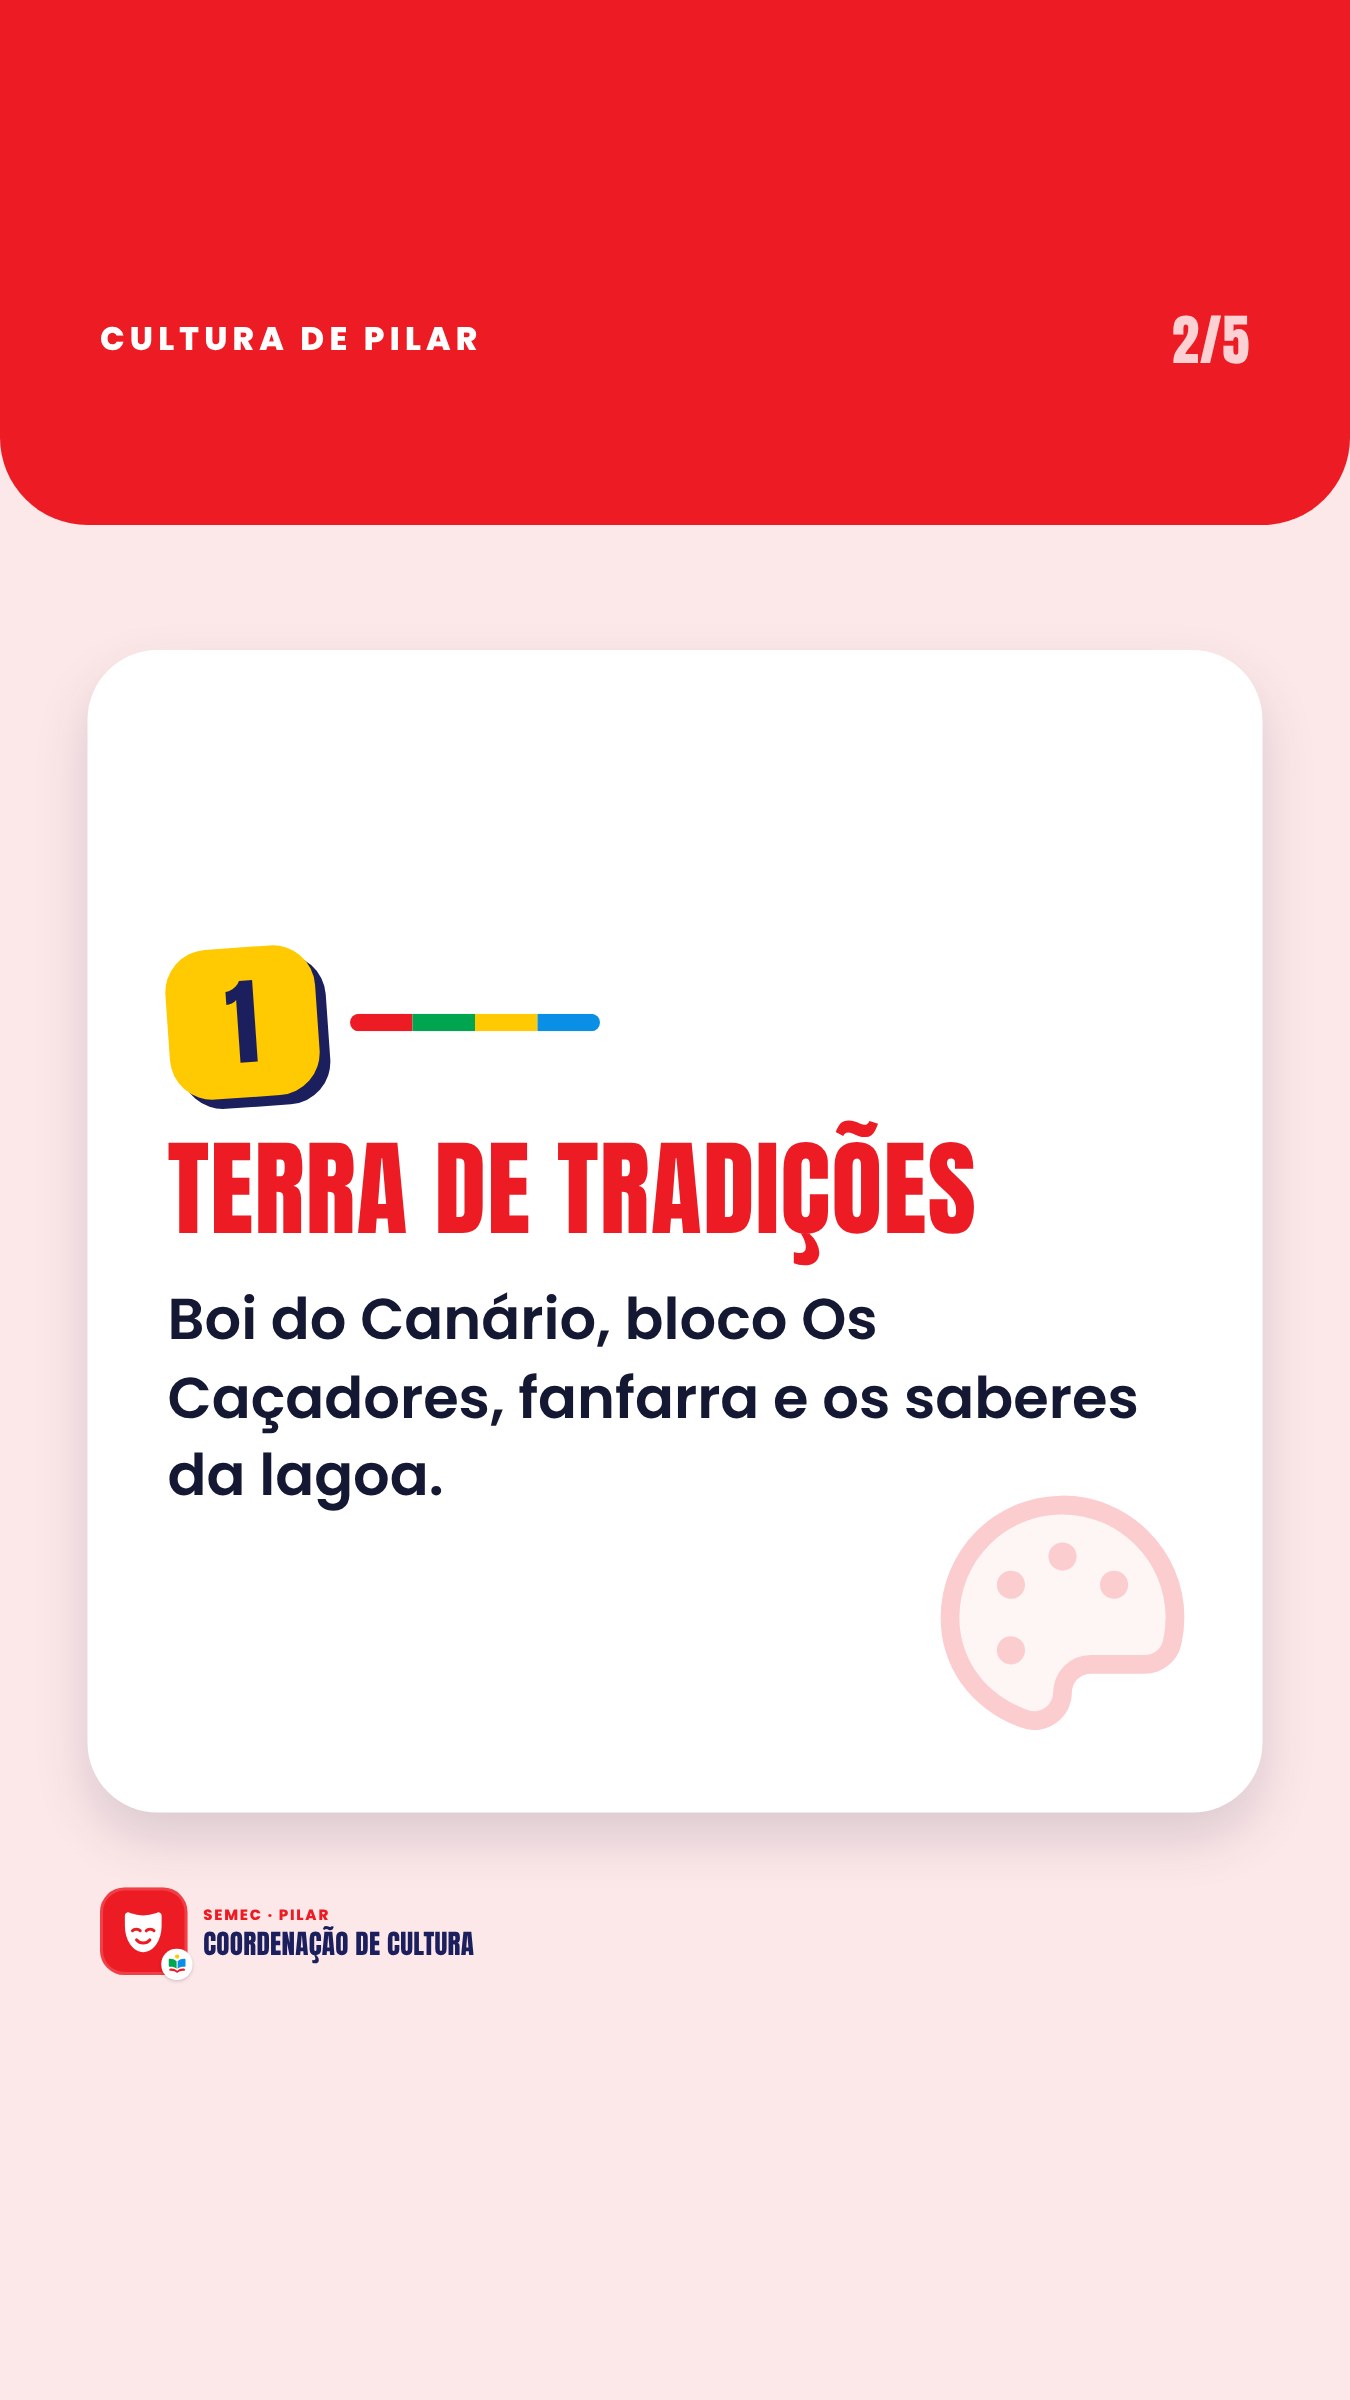 CULTURA DE PILAR
2/5
1
TERRA DE TRADIÇÕES
Boi do Canário, bloco Os
Caçadores, fanfarra e os saberes
da lagoa.
SEMEC · PILAR
COORDENAÇÃO DE CULTURA